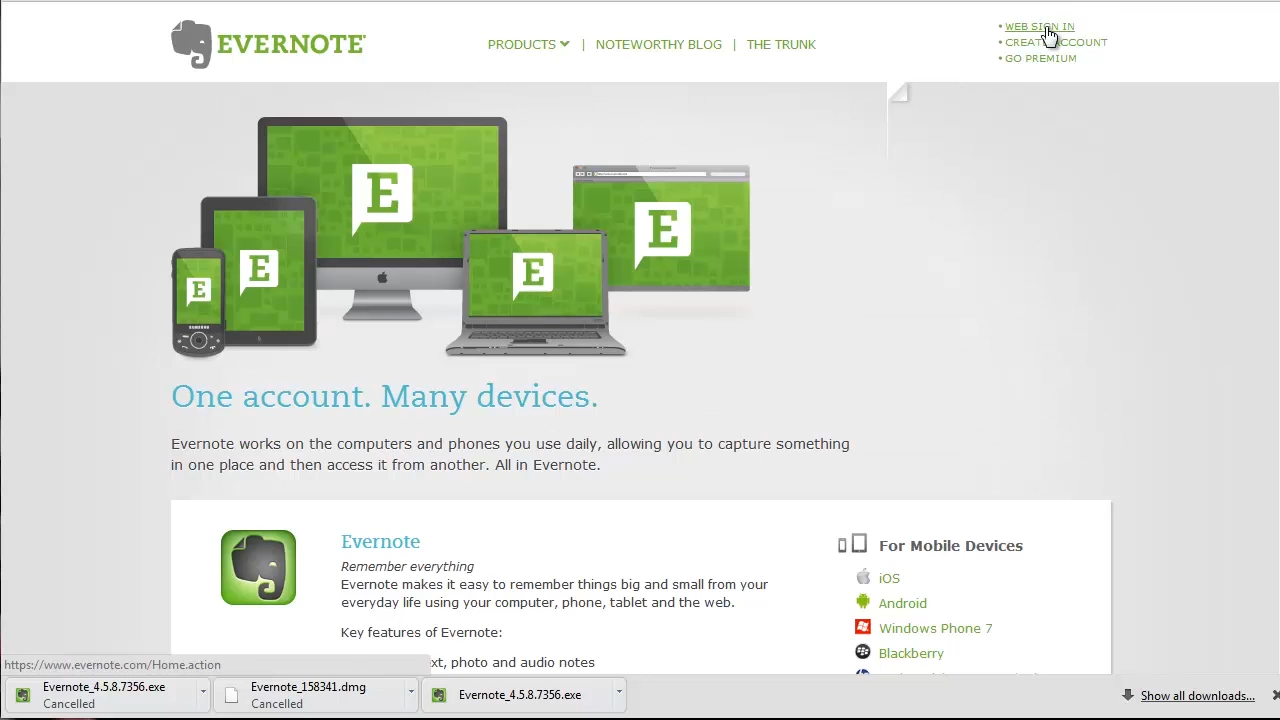 EVERNOTE
PRODUCTS | NOTEWORTHY BLOG | THE TRUNK
• WEB SIGN IN
• CREATE ACCOUNT
• GO PREMIUM
E
E
E
E
E
SAMSUNG
One account. Many devices.
Evernote works on the computers and phones you use daily, allowing you to capture something
in one place and then access it from another. All in Evernote.
Evernote
Remember everything
Evernote makes it easy to remember things big and small from your
everyday life using your computer, phone, tablet and the web.
Key features of Evernote:
xt, photo and audio notes
For Mobile Devices
iOS
Android
Windows Phone 7
Blackberry
https://www.evernote.com/Home.action
Evernote_4.5.8.7356.exe
Cancelled
Evernote_158341.dmg
Cancelled
Evernote_4.5.8.7356.exe
Show all downloads...